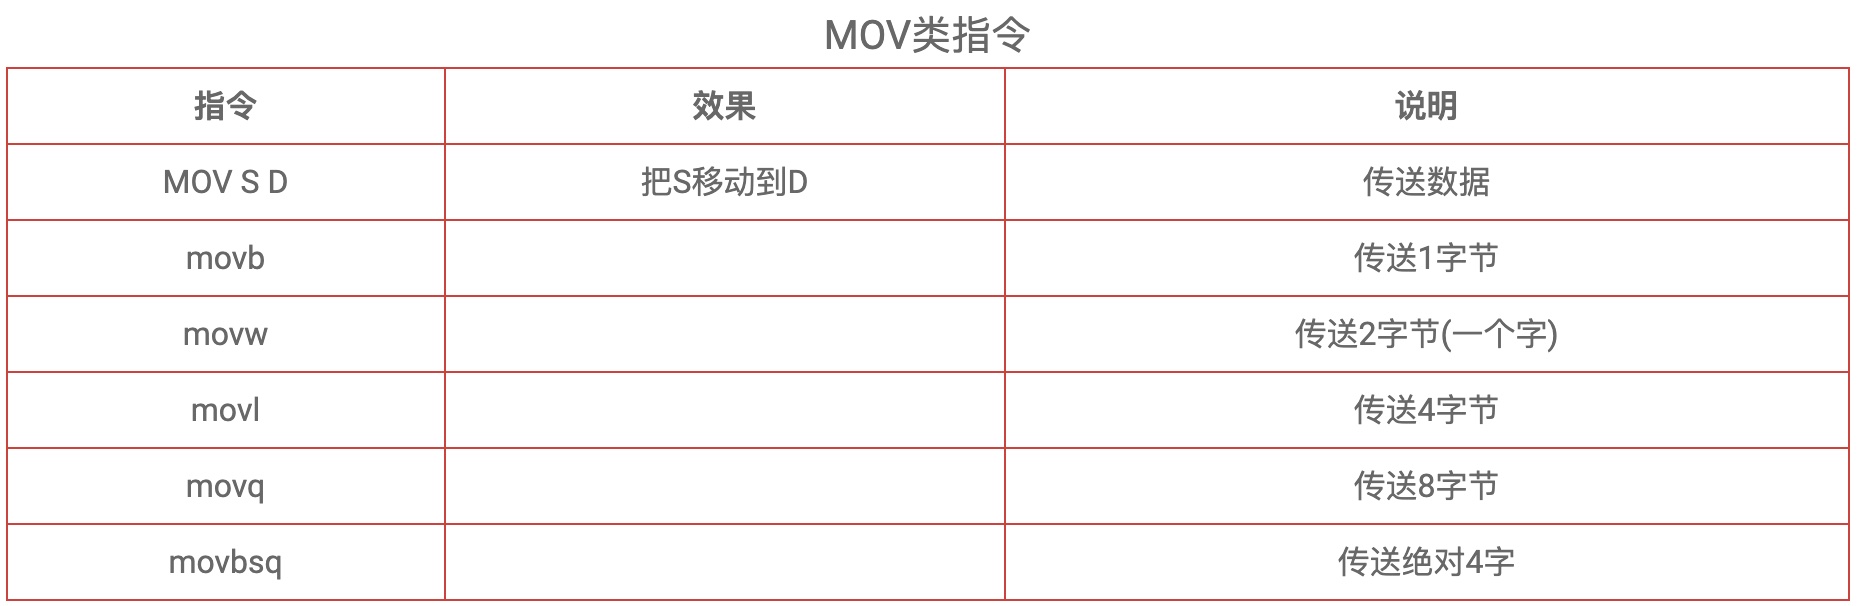 MOV类指令
指令 效果 说明
MOV S D 把S移动到D 传送数据
movb 传送1字节
movw 传送2字节(一个字)
movl 传送4字节
movq 传送8字节
movbsq 传送绝对4字